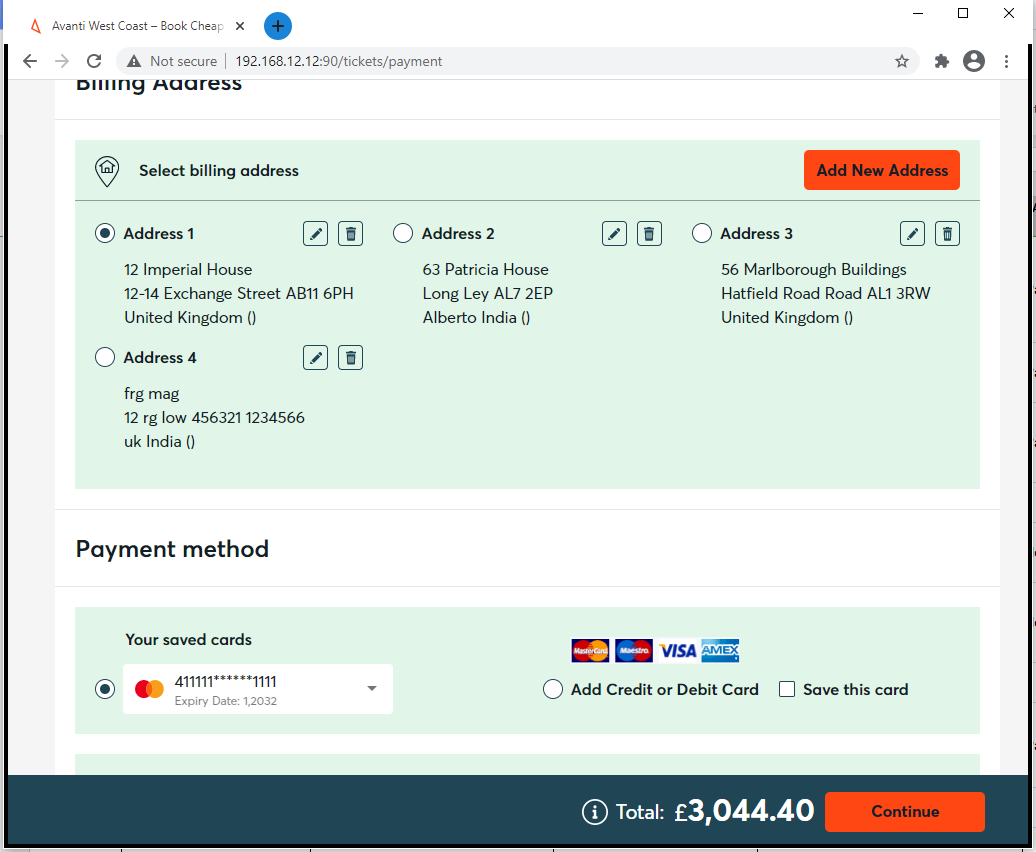 Avanti West Coast – Book Cheap
Not secure
192.168.12.12:90/tickets/payment
Billing Address
Select billing address
Add New Address
Address 1
12 Imperial House
12-14 Exchange Street AB11 6PH
United Kingdom ()
Address 2
63 Patricia House
Long Ley AL7 2EP
Alberto India ()
Address 3
56 Marlborough Buildings
Hatfield Road Road AL1 3RW
United Kingdom ()
Address 4
frg mag
12 rg low 456321 1234566
uk India ()
Payment method
Your saved cards
411111******1111
Expiry Date: 1,2032
MasterCard Maestro VISA AMEX
Add Credit or Debit Card
Save this card
Total: £3,044.40
Continue